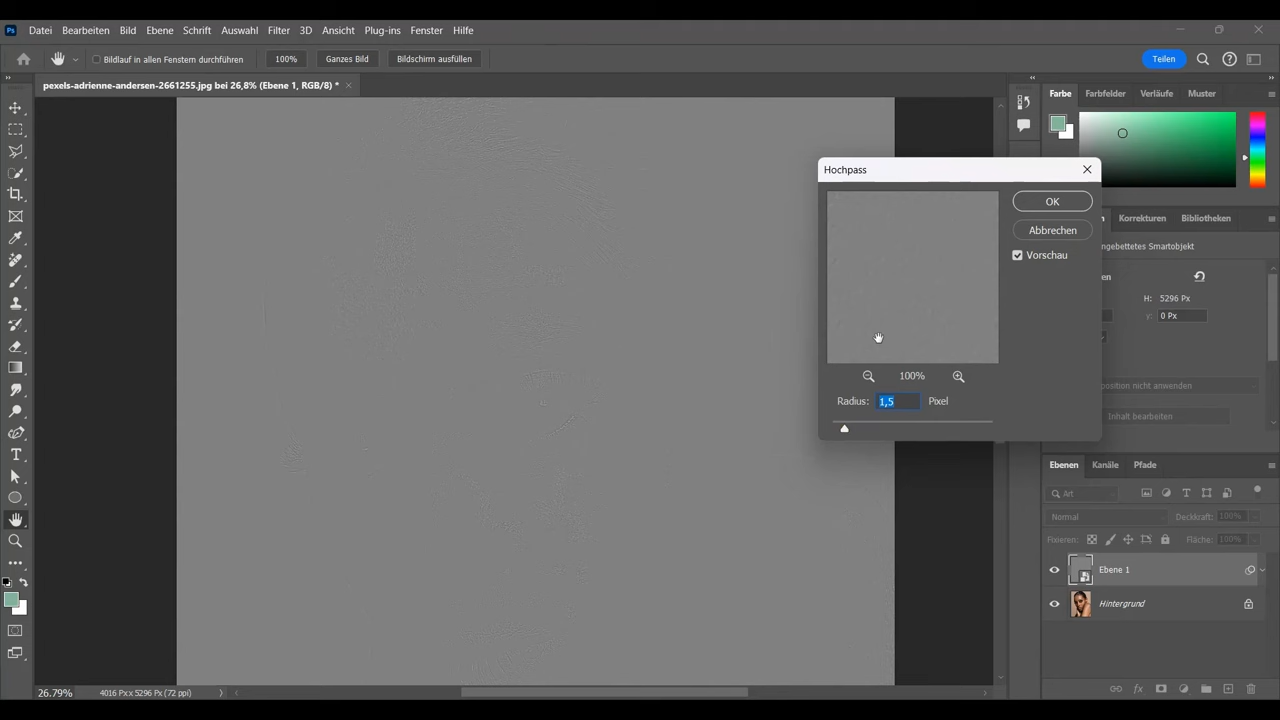 Ps Datei Bearbeiten Bild Ebene Schrift Auswahl Filter 3D Ansicht Plug-ins Fenster Hilfe
Bildlauf in allen Fenstern durchführen 100% Ganzes Bild Bildschirm ausfüllen Teilen
pexels-adrienne-andersen-2661255.jpg bei 26,8% (Ebene 1, RGB/8) *
Farbe Farbfelder Verläufe Muster
Hochpass
OK
Abbrechen
Vorschau
100%
Radius: 1,5 Pixel
Korrekturen Bibliotheken
ngebettetes Smartobjekt
en
H: 5296 Px
y: 0 Px
position nicht anwenden
Inhalt bearbeiten
Ebenen Kanäle Pfade
Art
Normal Deckkraft: 100%
Fixieren: Fläche: 100%
Ebene 1
Hintergrund
26.79% 4016 Px x 5296 Px (72 ppi)